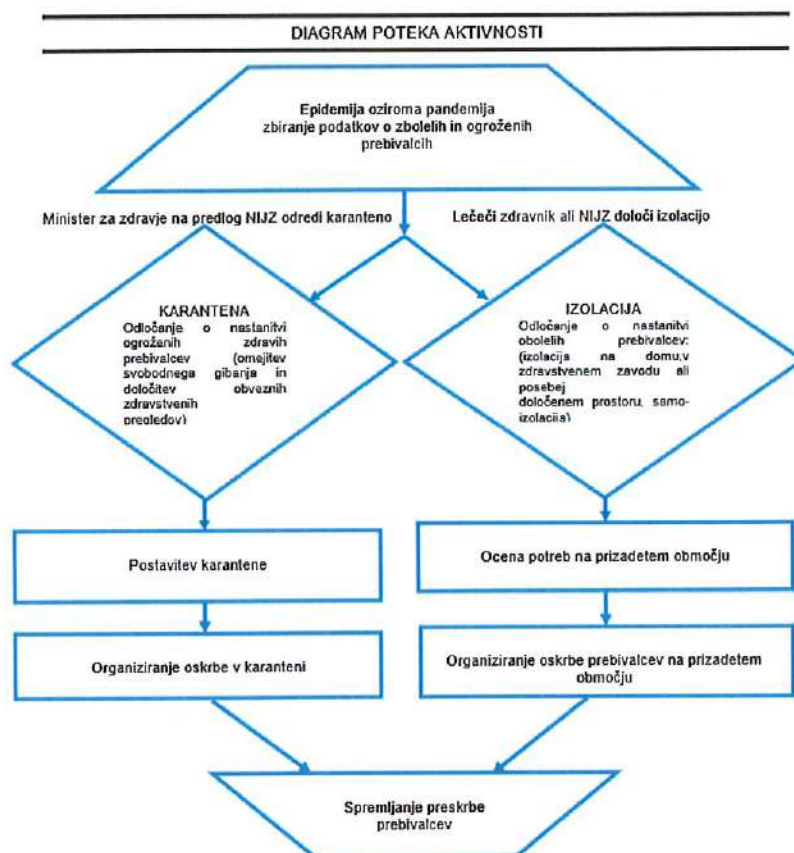 DIAGRAM POTEKA AKTIVNOSTI
Epidemija oziroma pandemija
zbiranje podatkov o zbolelih in ogroženih
prebivalcih
Minister za zdravje na predlog NIJZ odredi karanteno
Lečeči zdravnik ali NIJZ določi izolacijo
KARANTENA
Odločanje o nastanitvi
ogroženih zdravih
prebivalcev (omejitev
svobodnega gibanja in
določitev obveznih
zdravstvenih
pregledov)
IZOLACIJA
Odločanje o nastanitvi
obolelih prebivalcev:
(izolacija na domu,v
zdravstvenem zavodu ali
posebej
določenem prostoru, samo-
izolacija)
Postavitev karantene
Ocena potreb na prizadetem območju
Organiziranje oskrbe v karanteni
Organiziranje oskrbe prebivalcev na prizadetem
območju
Spremljanje preskrbe
prebivalcev